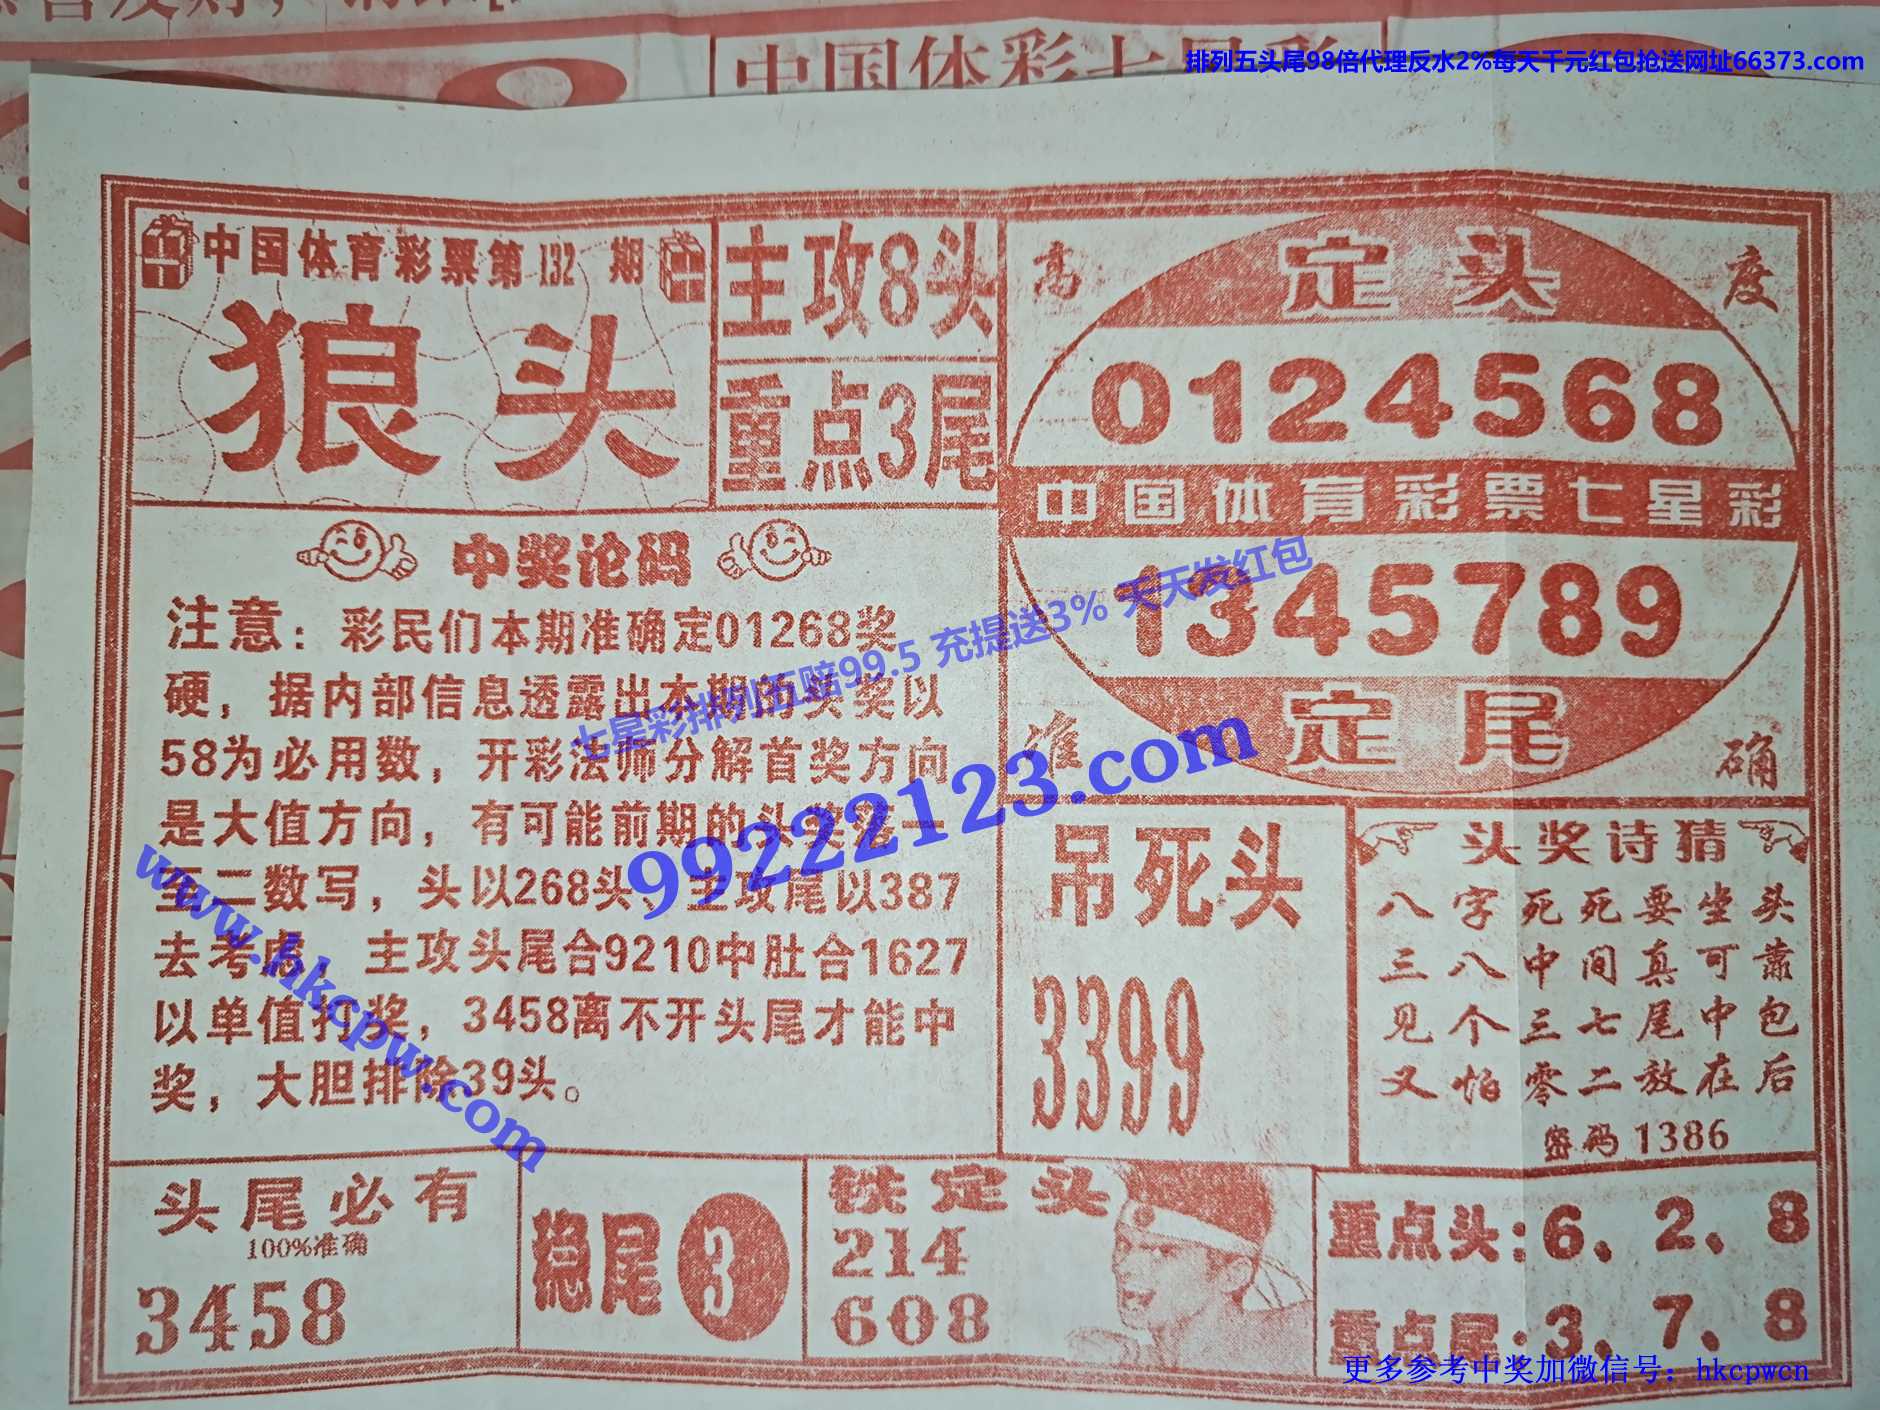 中国体彩七星彩
排列五头尾98倍代理反水2%每天千元红包抢送网址66373.com
中国体育彩票第132期
狼头
主攻8头
重点3尾
高度
定头
0124568
中国体育彩票七星彩
1345789
定尾
准确
中奖论码
注意：彩民们本期准确定01268奖
硬，据内部信息透露出本期的头奖以
58为必用数，开彩法师分解首奖方向
是大值方向，有可能前期的头奖落一
至二数写，头以268头、主攻尾以387
去考虑，主攻头尾合9210中肚合1627
以单值打奖，3458离不开头尾才能中
奖，大胆排除39头。
七星彩排列五赔99.5 充提送3% 天天发红包
99222123.com
www.hkcpw.com
吊死头
3399
头奖诗猜
八字死死要坐头
三八中间真可靠
见个三七尾中包
又怕零二放在后
密码1386
头尾必有
100%准确
3458
稳尾3
铁定头
214
608
重点头:6、2、8
重点尾:3、7、8
更多参考中奖加微信号：hkcpwcn